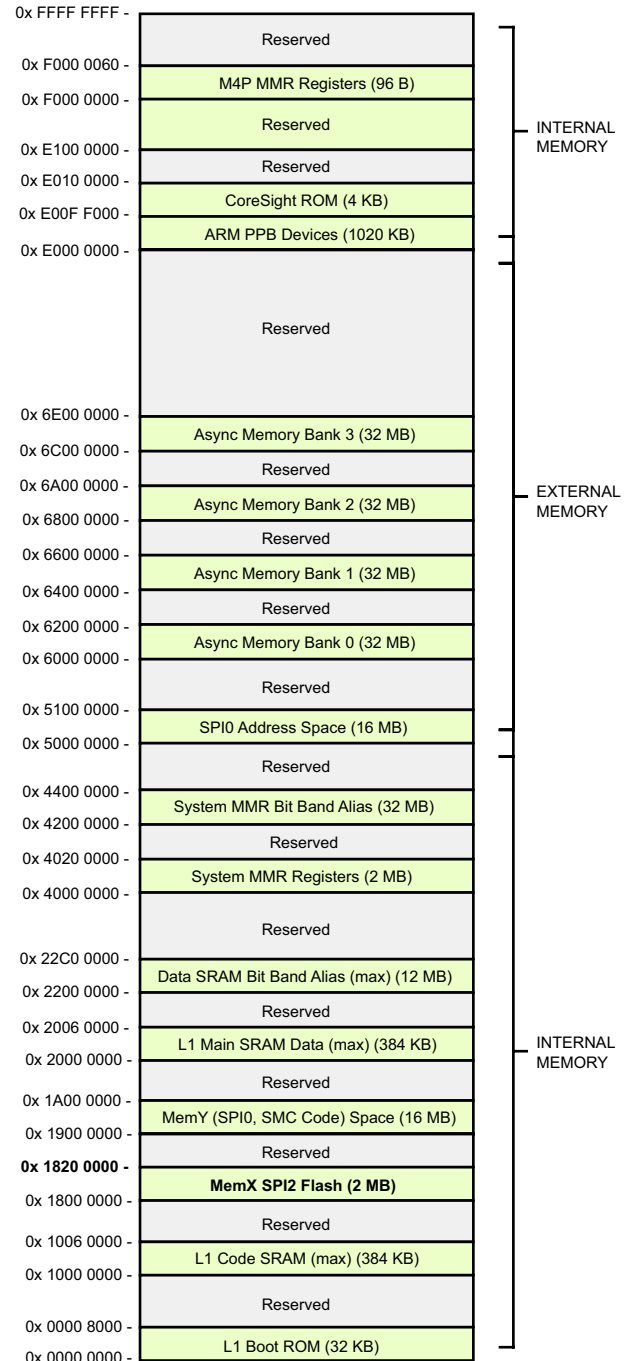 0x FFFF FFFF -
Reserved
0x F000 0060 -
M4P MMR Registers (96 B)
0x F000 0000 -
Reserved
INTERNAL
MEMORY
0x E100 0000 -
Reserved
0x E010 0000 -
CoreSight ROM (4 KB)
0x E00F F000 -
ARM PPB Devices (1020 KB)
0x E000 0000 -
Reserved
0x 6E00 0000 -
Async Memory Bank 3 (32 MB)
0x 6C00 0000 -
Reserved
0x 6A00 0000 -
Async Memory Bank 2 (32 MB)
EXTERNAL
MEMORY
0x 6800 0000 -
Reserved
0x 6600 0000 -
Async Memory Bank 1 (32 MB)
0x 6400 0000 -
Reserved
0x 6200 0000 -
Async Memory Bank 0 (32 MB)
0x 6000 0000 -
Reserved
0x 5100 0000 -
SPI0 Address Space (16 MB)
0x 5000 0000 -
Reserved
0x 4400 0000 -
System MMR Bit Band Alias (32 MB)
0x 4200 0000 -
Reserved
0x 4020 0000 -
System MMR Registers (2 MB)
0x 4000 0000 -
Reserved
0x 22C0 0000 -
Data SRAM Bit Band Alias (max) (12 MB)
0x 2200 0000 -
Reserved
0x 2006 0000 -
L1 Main SRAM Data (max) (384 KB)
INTERNAL
MEMORY
0x 2000 0000 -
Reserved
0x 1A00 0000 -
MemY (SPI0, SMC Code) Space (16 MB)
0x 1900 0000 -
Reserved
0x 1820 0000 -
MemX SPI2 Flash (2 MB)
0x 1800 0000 -
Reserved
0x 1006 0000 -
L1 Code SRAM (max) (384 KB)
0x 1000 0000 -
Reserved
0x 0000 8000 -
L1 Boot ROM (32 KB)
0x 0000 0000 -